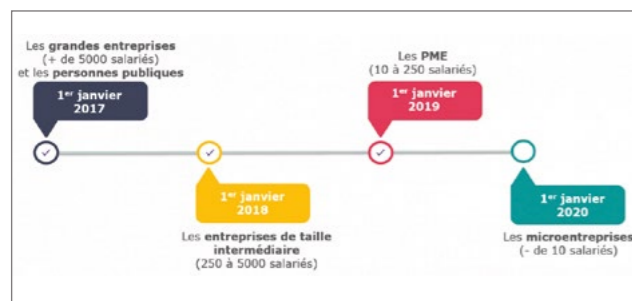 Les grandes entreprises
(+ de 5000 salariés)
et les personnes publiques
1er janvier
2017
1er janvier
2018
Les entreprises de taille
intermédiaire
(250 à 5000 salariés)
Les PME
(10 à 250 salariés)
1er janvier
2019
1er janvier
2020
Les microentreprises
(- de 10 salariés)